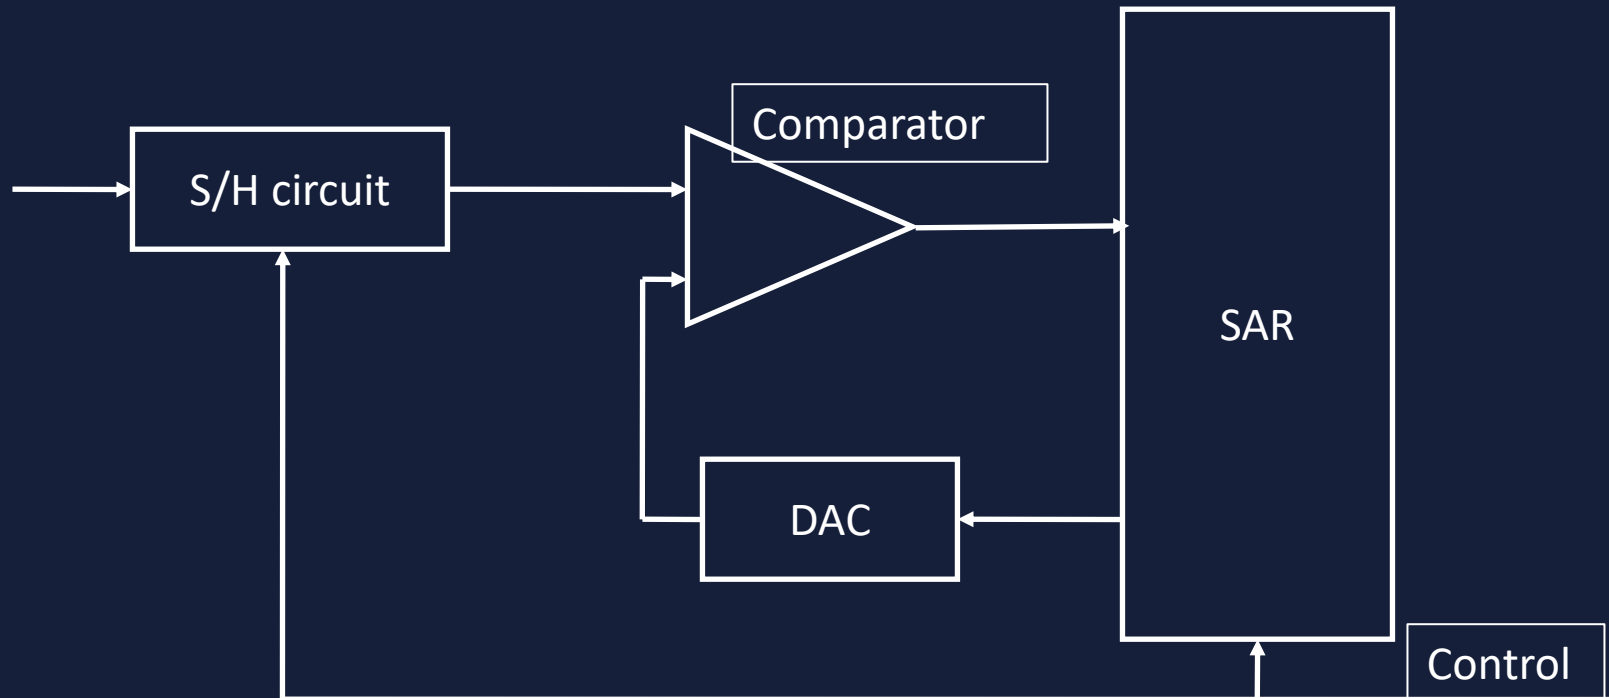 Comparator
S/H circuit
SAR
DAC
Control